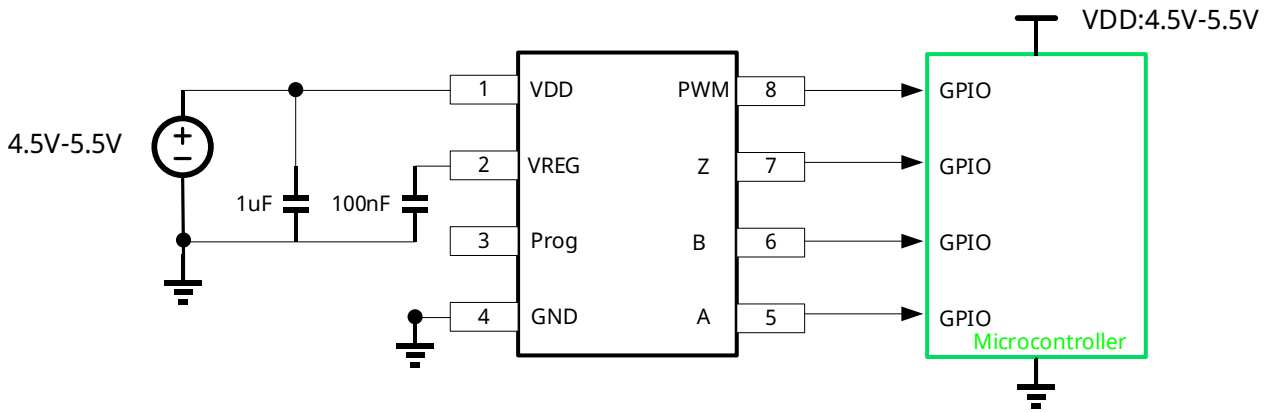 VDD:4.5V-5.5V
1 VDD PWM 8 GPIO
4.5V-5.5V + −
2 VREG Z 7 GPIO
1uF 100nF
3 Prog B 6 GPIO
4 GND A 5 GPIO
Microcontroller